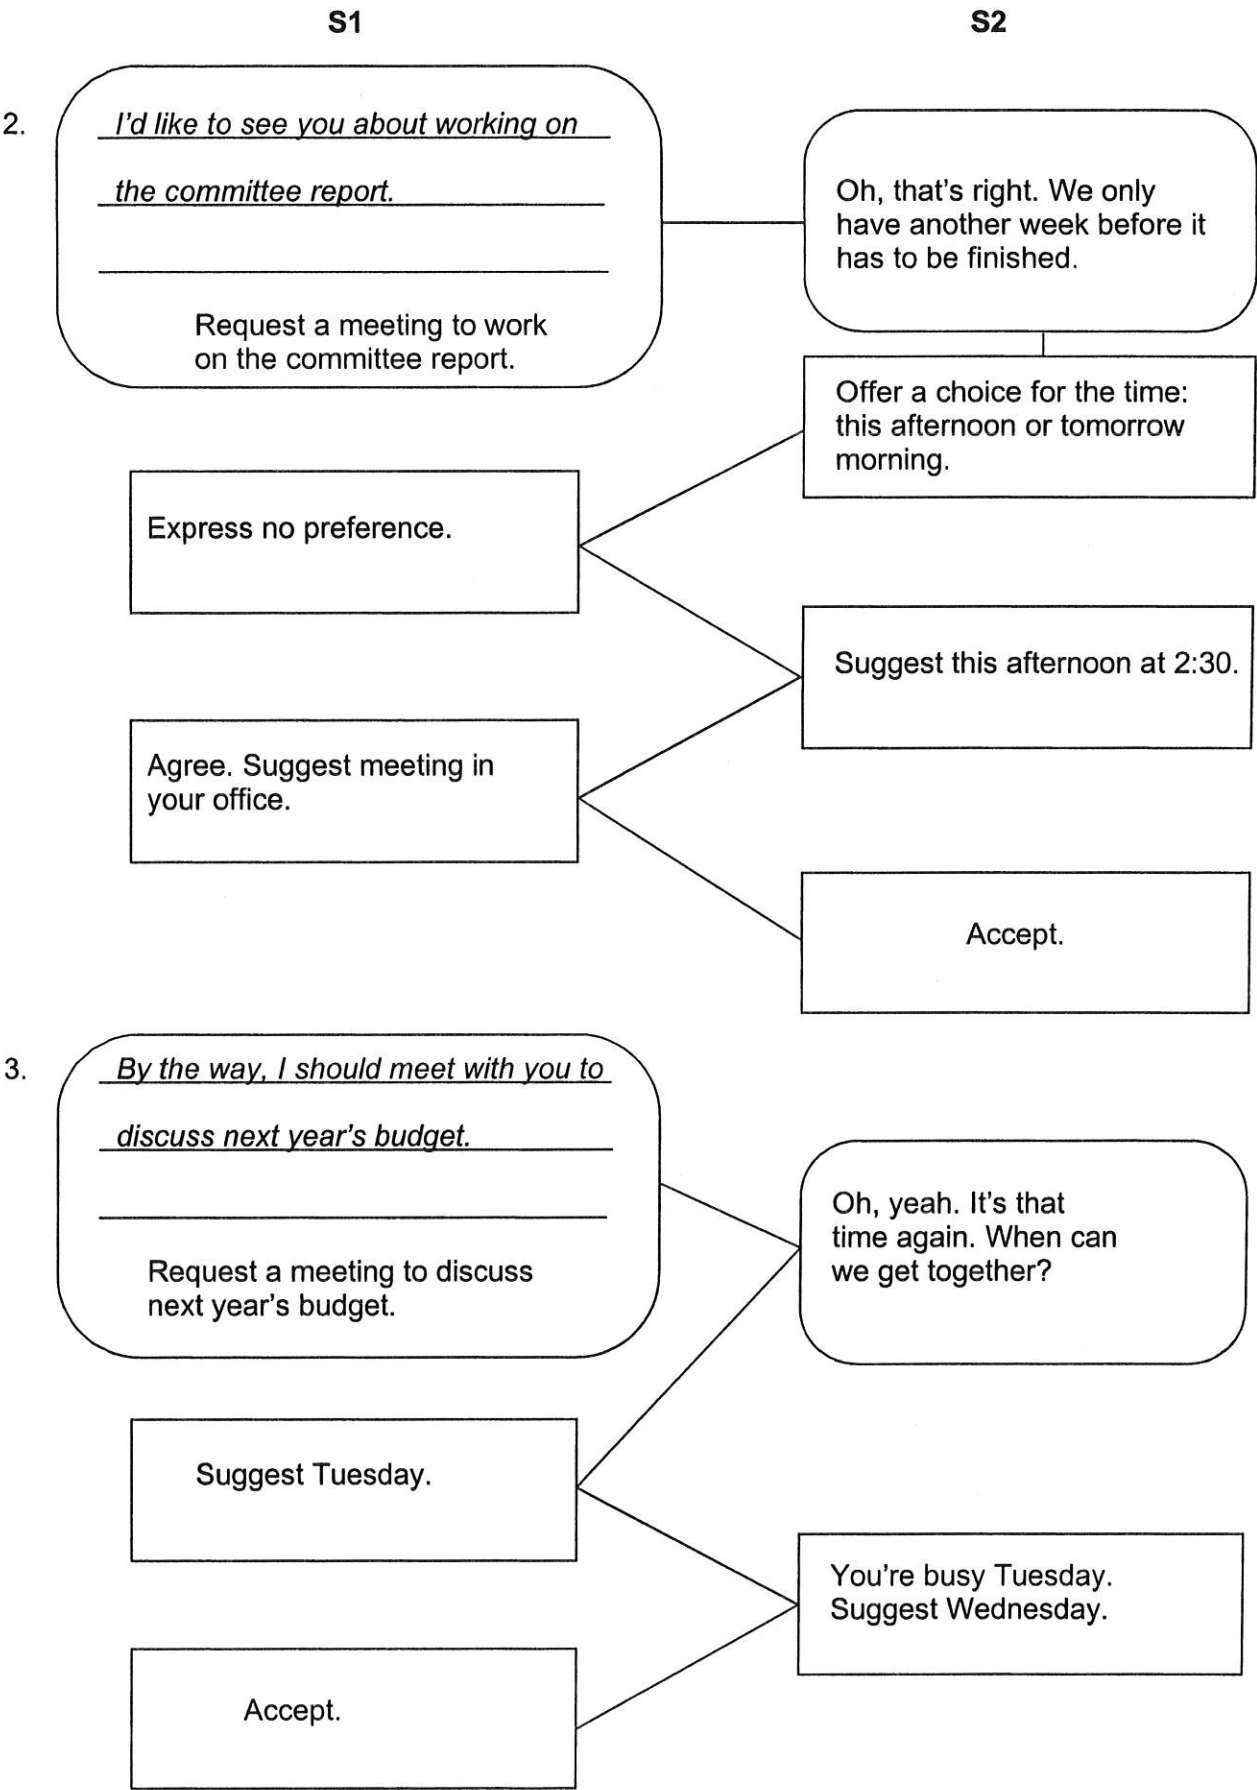 S1 S2
2.
I'd like to see you about working on
the committee report.
Request a meeting to work
on the committee report.
Oh, that's right. We only
have another week before it
has to be finished.
Offer a choice for the time:
this afternoon or tomorrow
morning.
Express no preference.
Suggest this afternoon at 2:30.
Agree. Suggest meeting in
your office.
Accept.
3.
By the way, I should meet with you to
discuss next year's budget.
Request a meeting to discuss
next year's budget.
Oh, yeah. It's that
time again. When can
we get together?
Suggest Tuesday.
You're busy Tuesday.
Suggest Wednesday.
Accept.